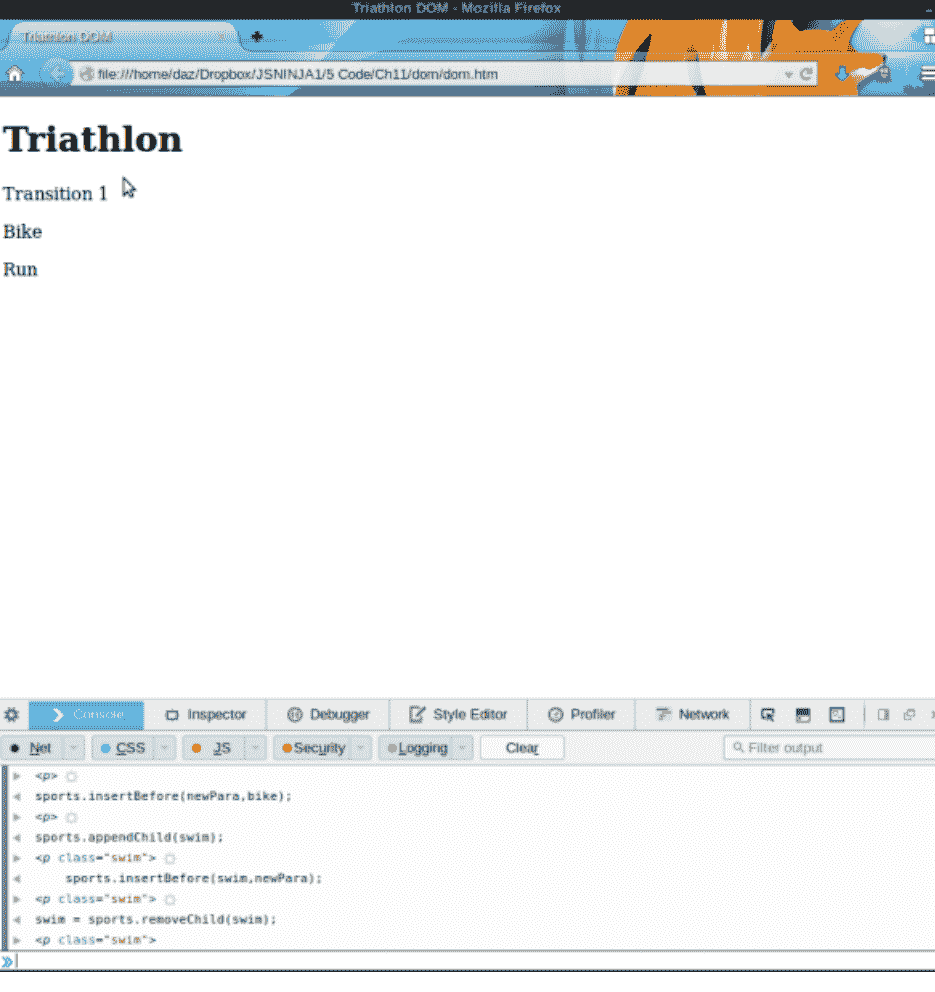 Triathlon DOM - Mozilla Firefox
Triathlon DOM
file:///home/daz/Dropbox/JSNINJA1/5 Code/Ch11/dom/dom.htm
Triathlon
Transition 1
Bike
Run
Console Inspector Debugger Style Editor Profiler Network
Net CSS JS Security Logging Clear Filter output
<p>
sports.insertBefore(newPara,bike);
<p>
sports.appendChild(swim);
<p class="swim">
sports.insertBefore(swim,newPara);
<p class="swim">
swim = sports.removeChild(swim);
<p class="swim">